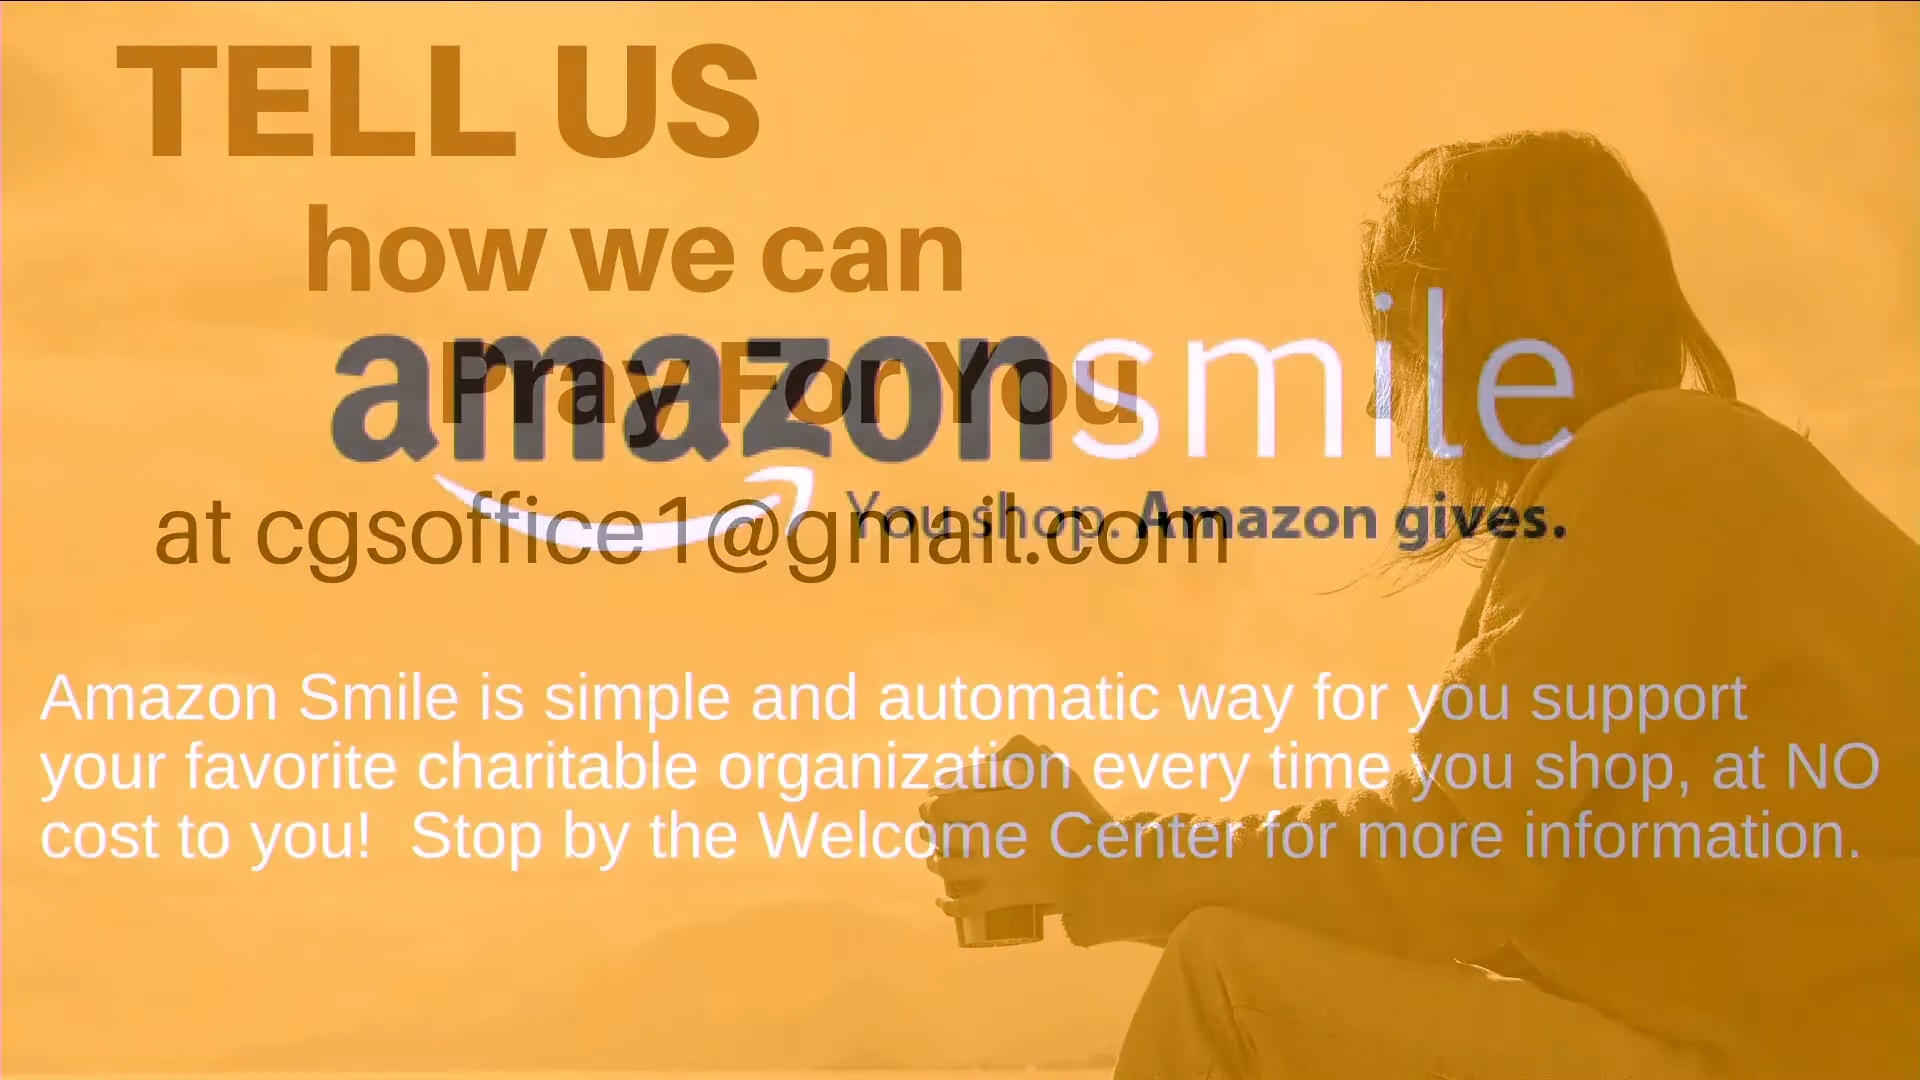 TELL US
how we can
Pray For You
at cgsoffice1@gmail.com
amazonsmile
You shop. Amazon gives.
Amazon Smile is simple and automatic way for you support
your favorite charitable organization every time you shop, at NO
cost to you!  Stop by the Welcome Center for more information.